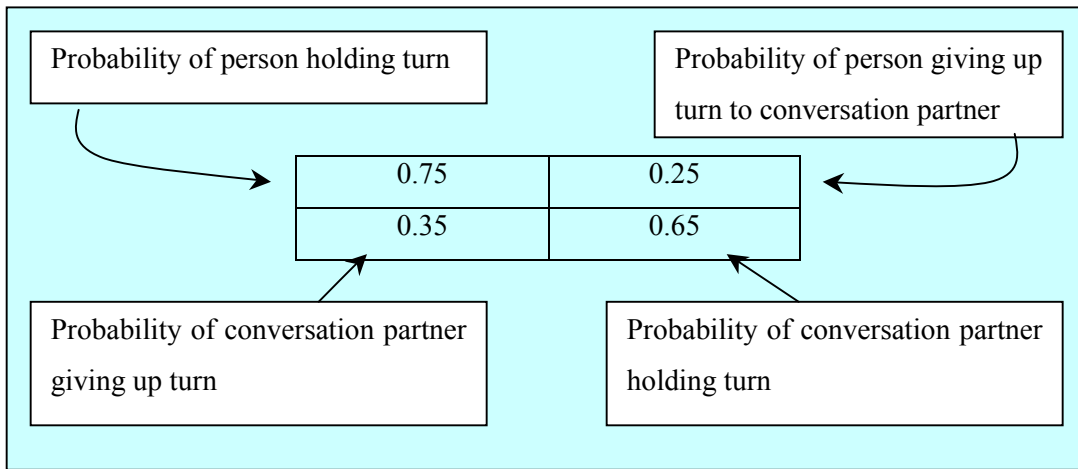 Probability of person holding turn
Probability of person giving up
turn to conversation partner
0.75 0.25
0.35 0.65
Probability of conversation partner
giving up turn
Probability of conversation partner
holding turn